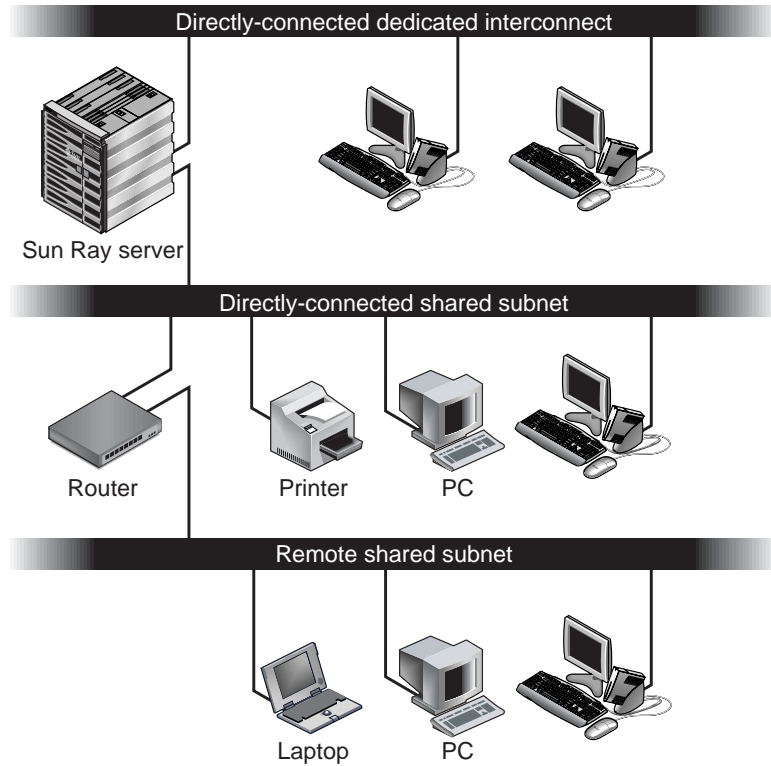 Directly-connected dedicated interconnect
Sun Ray server
Directly-connected shared subnet
Router
Printer
PC
Remote shared subnet
Laptop
PC